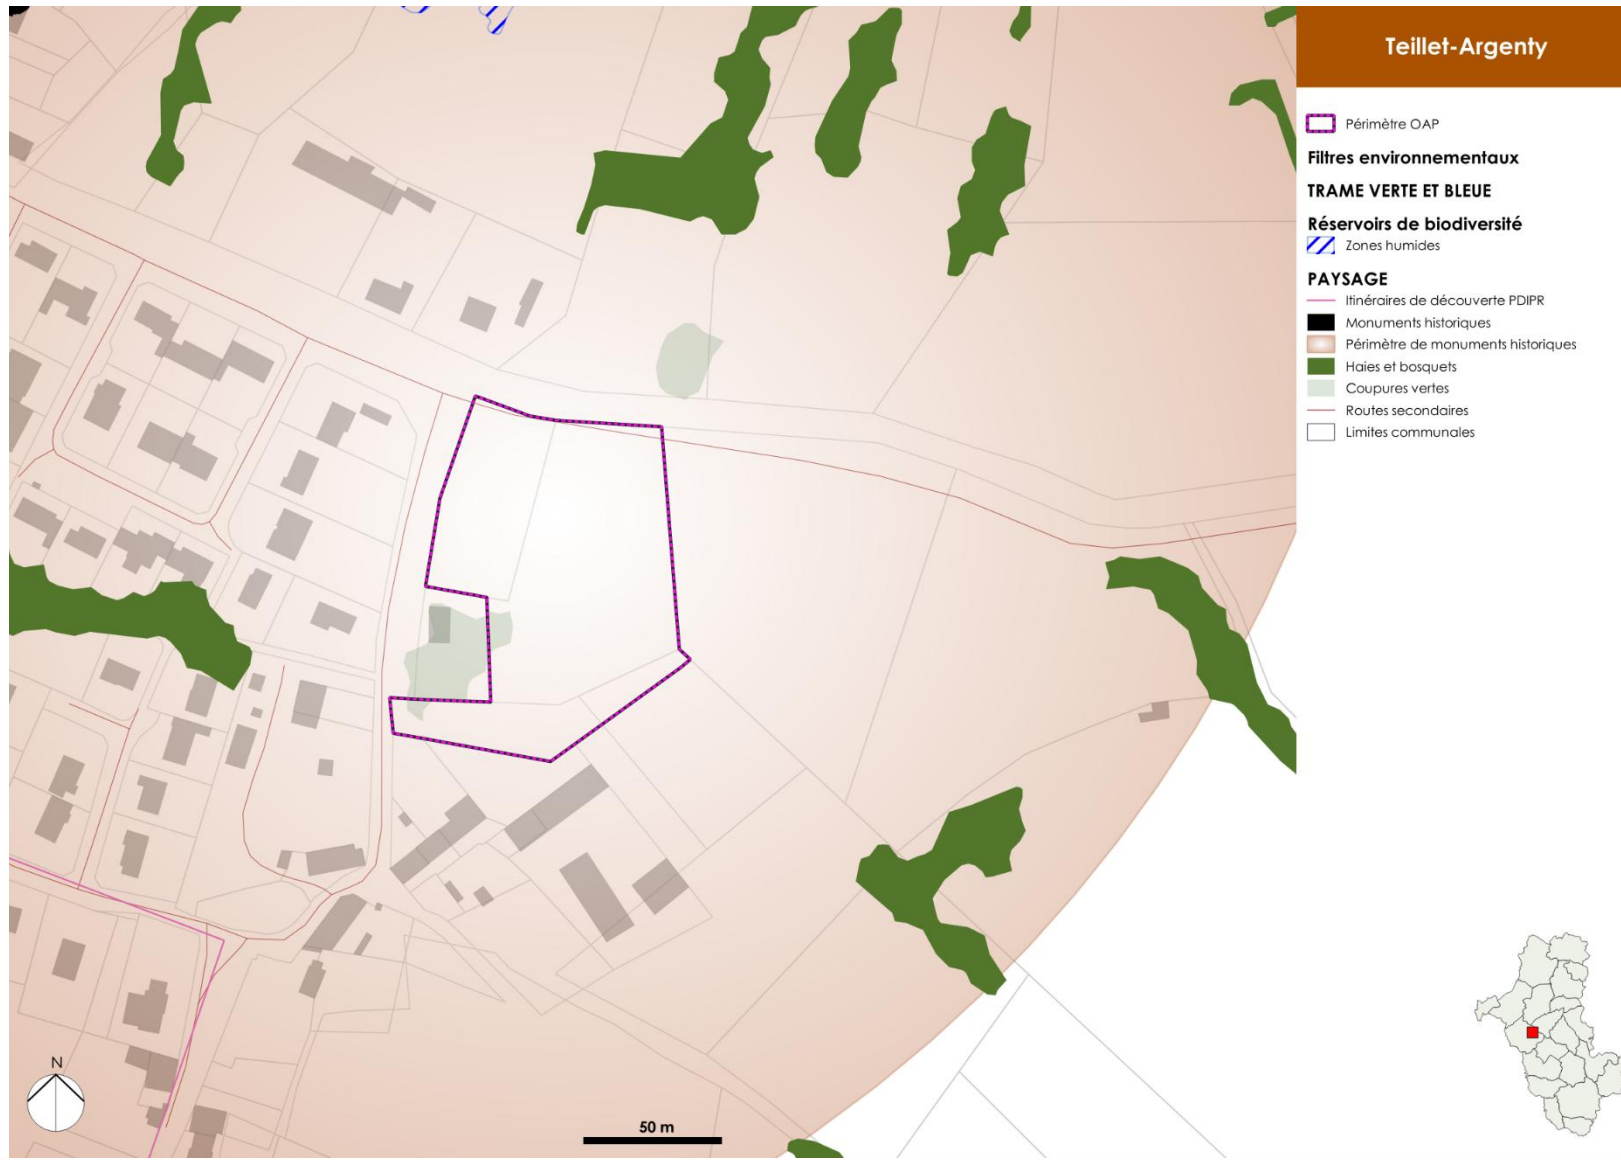 Teillet-Argenty
Périmètre OAP
Filtres environnementaux
TRAME VERTE ET BLEUE
Réservoirs de biodiversité
Zones humides
PAYSAGE
Itinéraires de découverte PDIPR
Monuments historiques
Périmètre de monuments historiques
Haies et bosquets
Coupures vertes
Routes secondaires
Limites communales
N
50 m